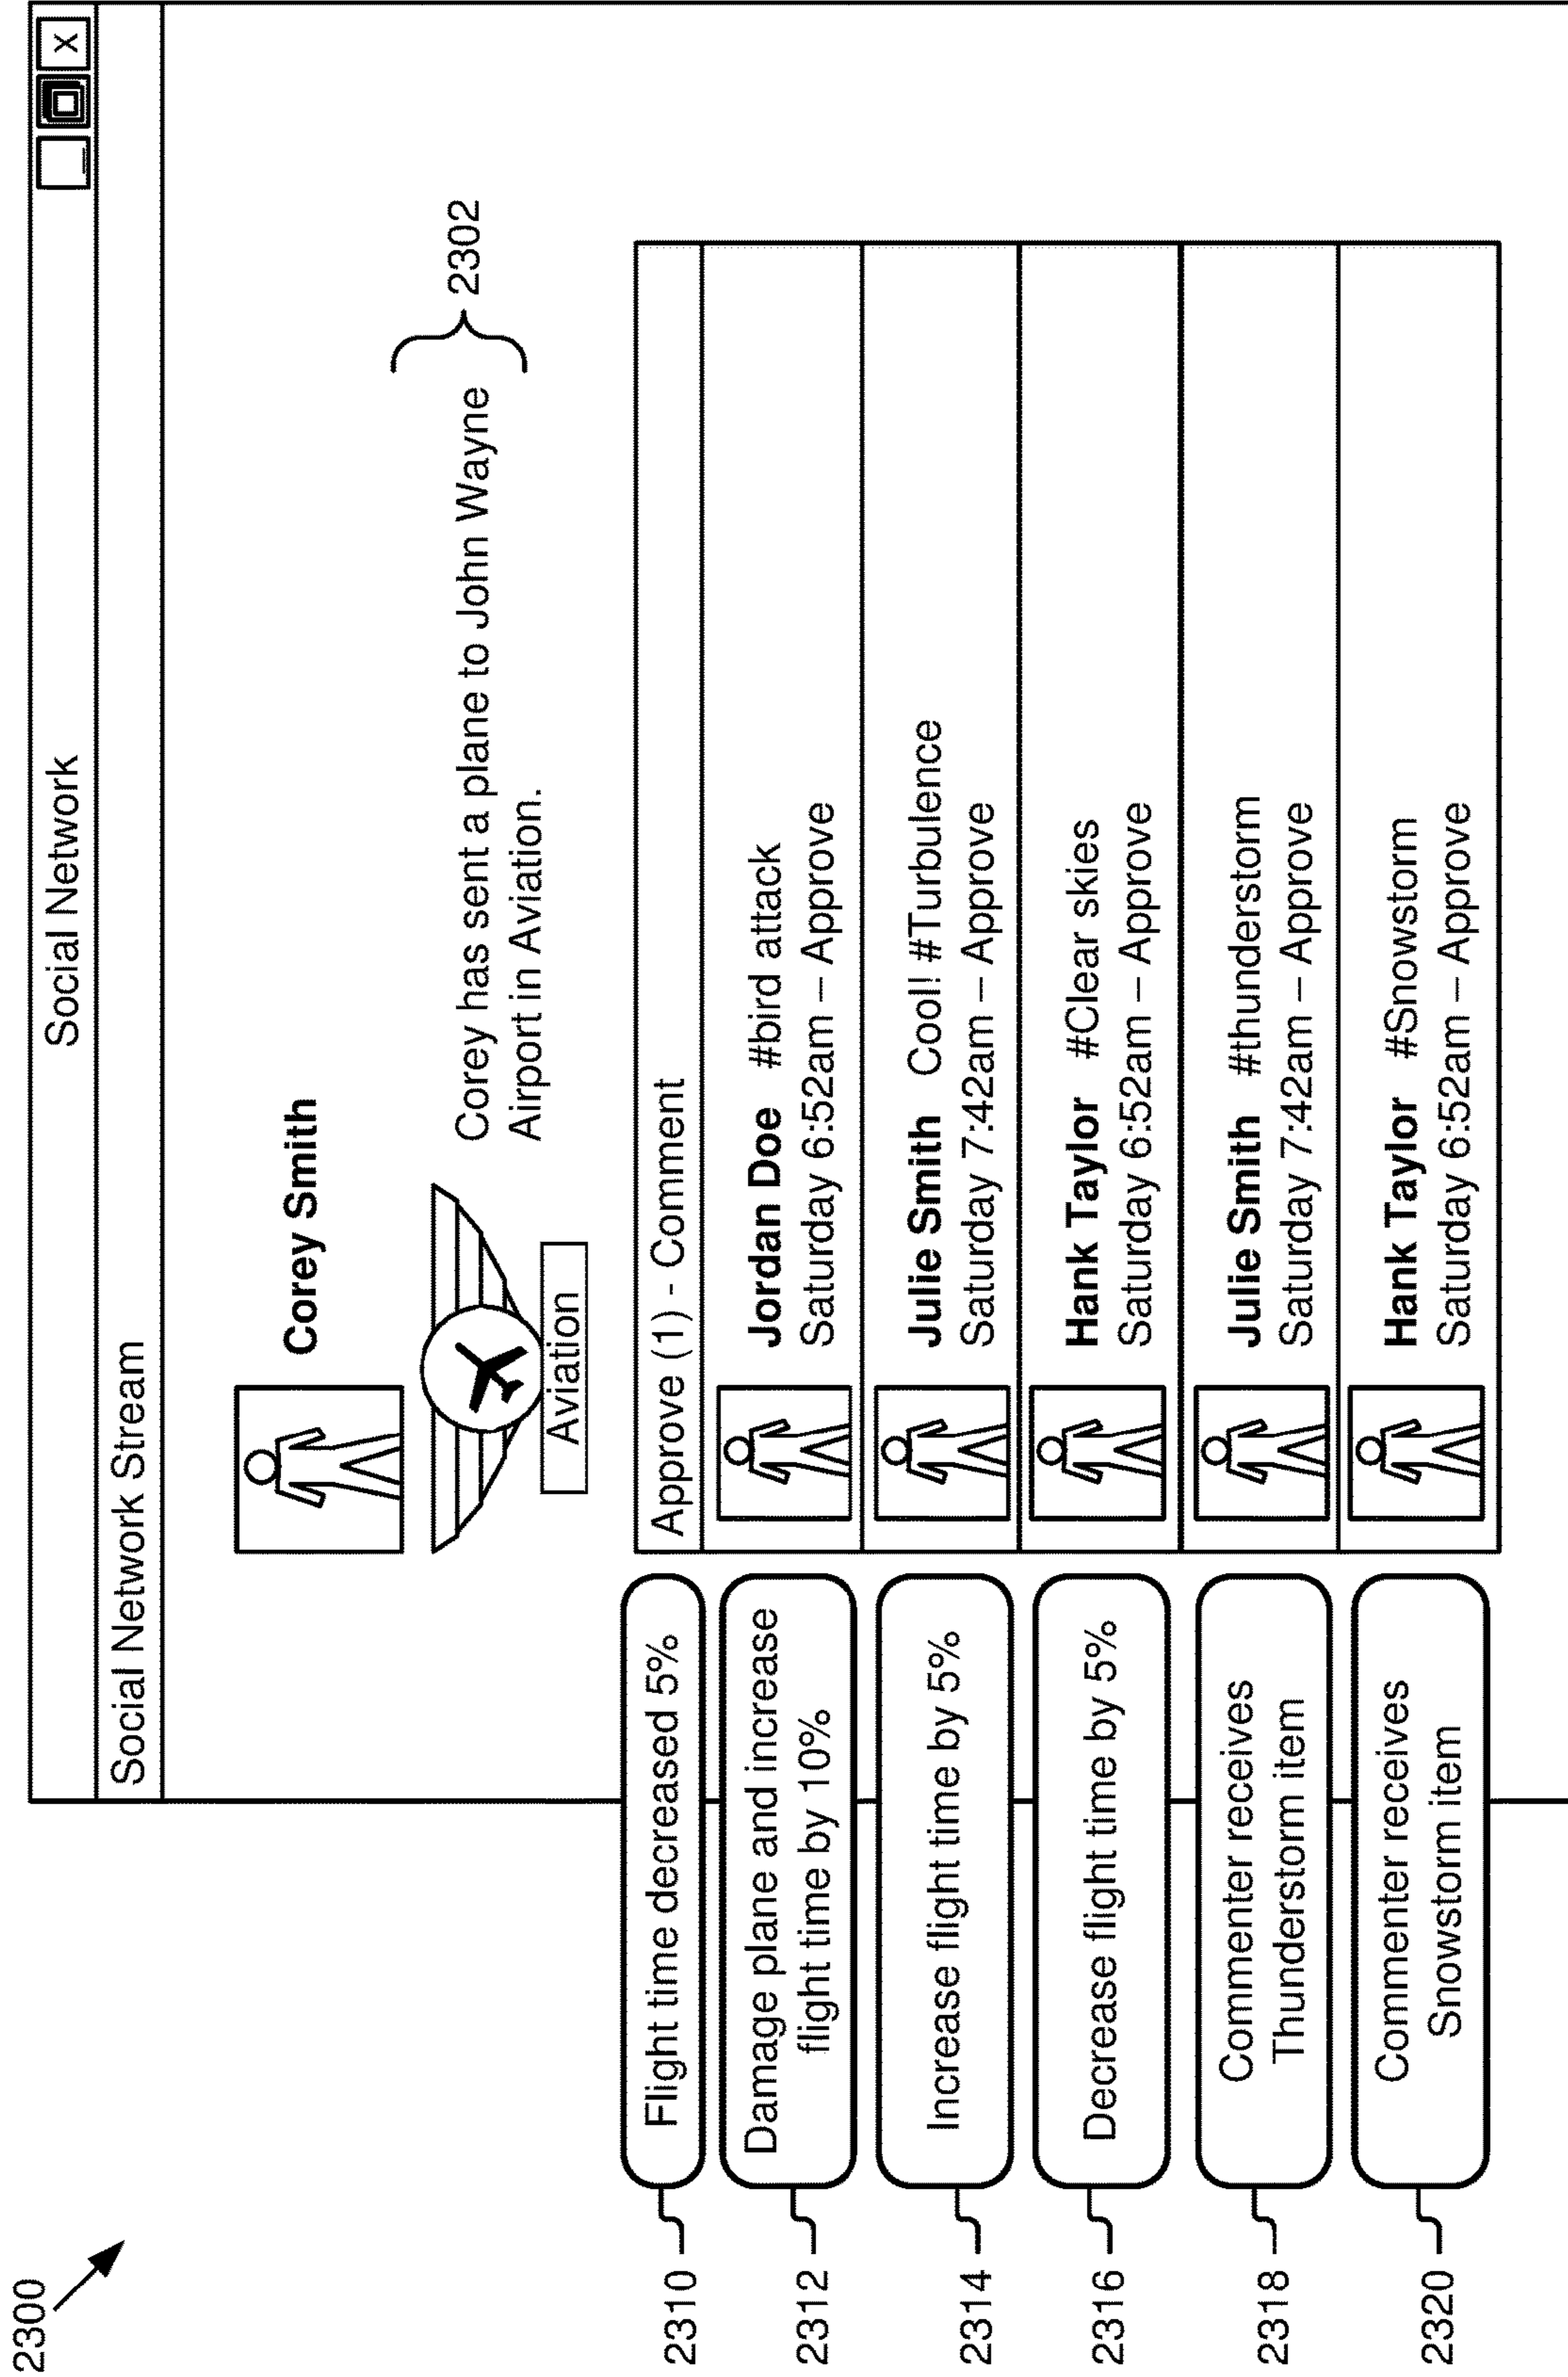 2300
Social Network
_
X
Social Network Stream
Corey Smith
Aviation
Corey has sent a plane to John Wayne
Airport in Aviation.
2302
2310
Flight time decreased 5%
Approve (1) - Comment
2312
Damage plane and increase
flight time by 10%
Jordan Doe #bird attack
Saturday 6:52am – Approve
2314
Increase flight time by 5%
Julie Smith Cool! #Turbulence
Saturday 7:42am – Approve
2316
Decrease flight time by 5%
Hank Taylor #Clear skies
Saturday 6:52am – Approve
2318
Commenter receives
Thunderstorm item
Julie Smith #thunderstorm
Saturday 7:42am – Approve
2320
Commenter receives
Snowstorm item
Hank Taylor #Snowstorm
Saturday 6:52am – Approve